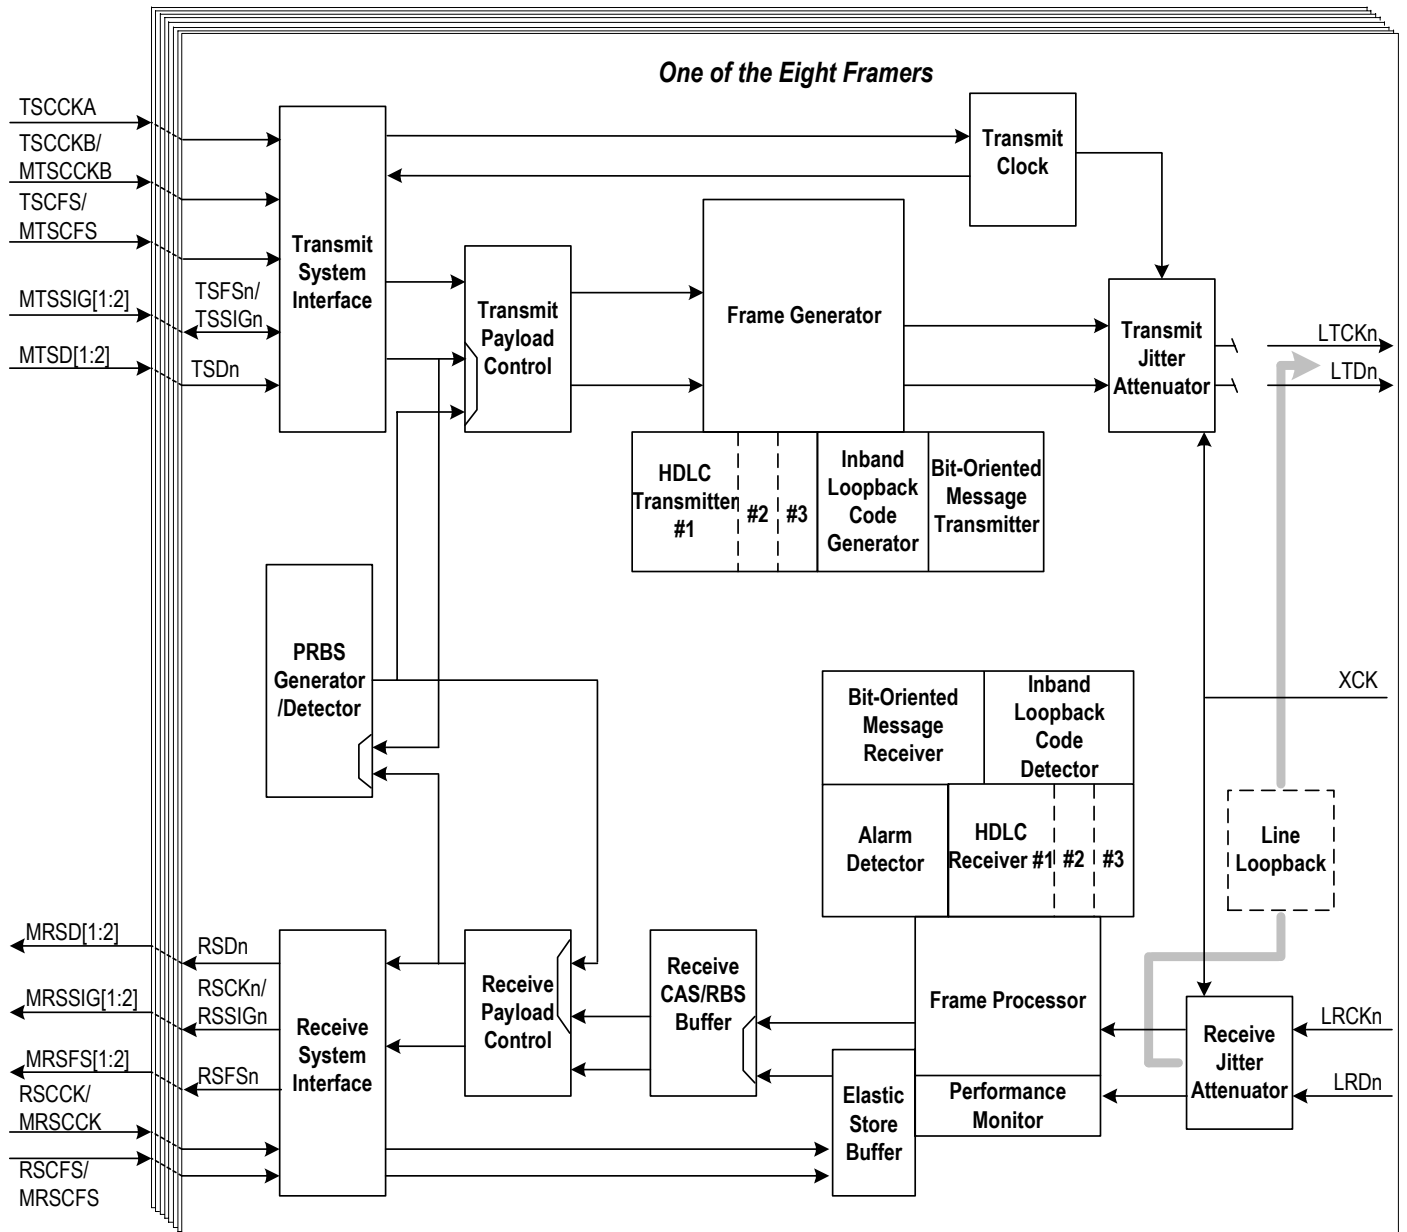 One of the Eight Framers
TSCCKA
TSCCKB/
MTSCCKB
TSCFS/
MTSCFS
MTSSIG[1:2]
MTSD[1:2]
TSFSn/
TSSIGn
TSDn
Transmit
System
Interface
Transmit
Payload
Control
Frame Generator
Transmit
Clock
Transmit
Jitter
Attenuator
LTCKn
LTDn
HDLC
Transmitter
#1
#2
#3
Inband
Loopback
Code
Generator
Bit-Oriented
Message
Transmitter
PRBS
Generator
/Detector
XCK
Bit-Oriented
Message
Receiver
Inband
Loopback
Code
Detector
Alarm
Detector
HDLC
Receiver #1
#2
#3
Line
Loopback
MRSD[1:2]
MRSSIG[1:2]
MRSFS[1:2]
RSCCK/
MRSCCK
RSCFS/
MRSCFS
RSDn
RSCKn/
RSSIGn
RSFSn
Receive
System
Interface
Receive
Payload
Control
Receive
CAS/RBS
Buffer
Elastic
Store
Buffer
Frame Processor
Performance
Monitor
Receive
Jitter
Attenuator
LRCKn
LRDn